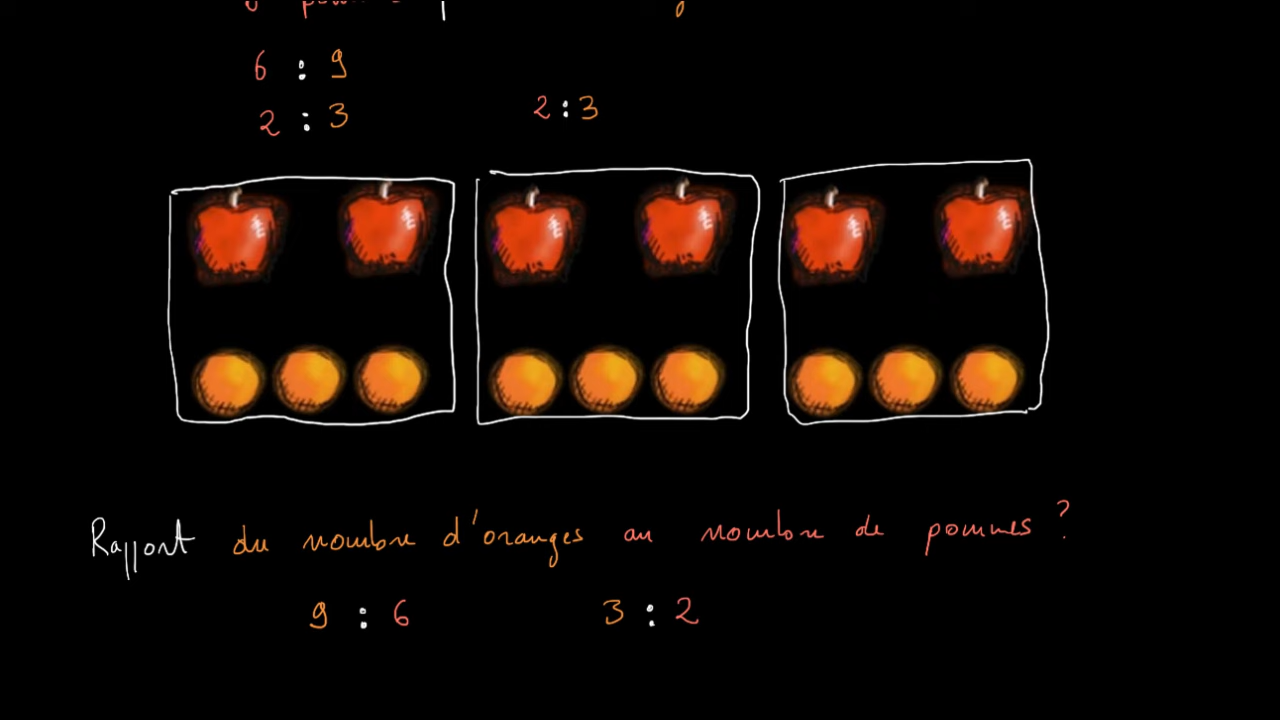 6 : 9
2 : 3
2 : 3
Rapport du nombre d'oranges au nombre de pommes ?
9 : 6
3 : 2